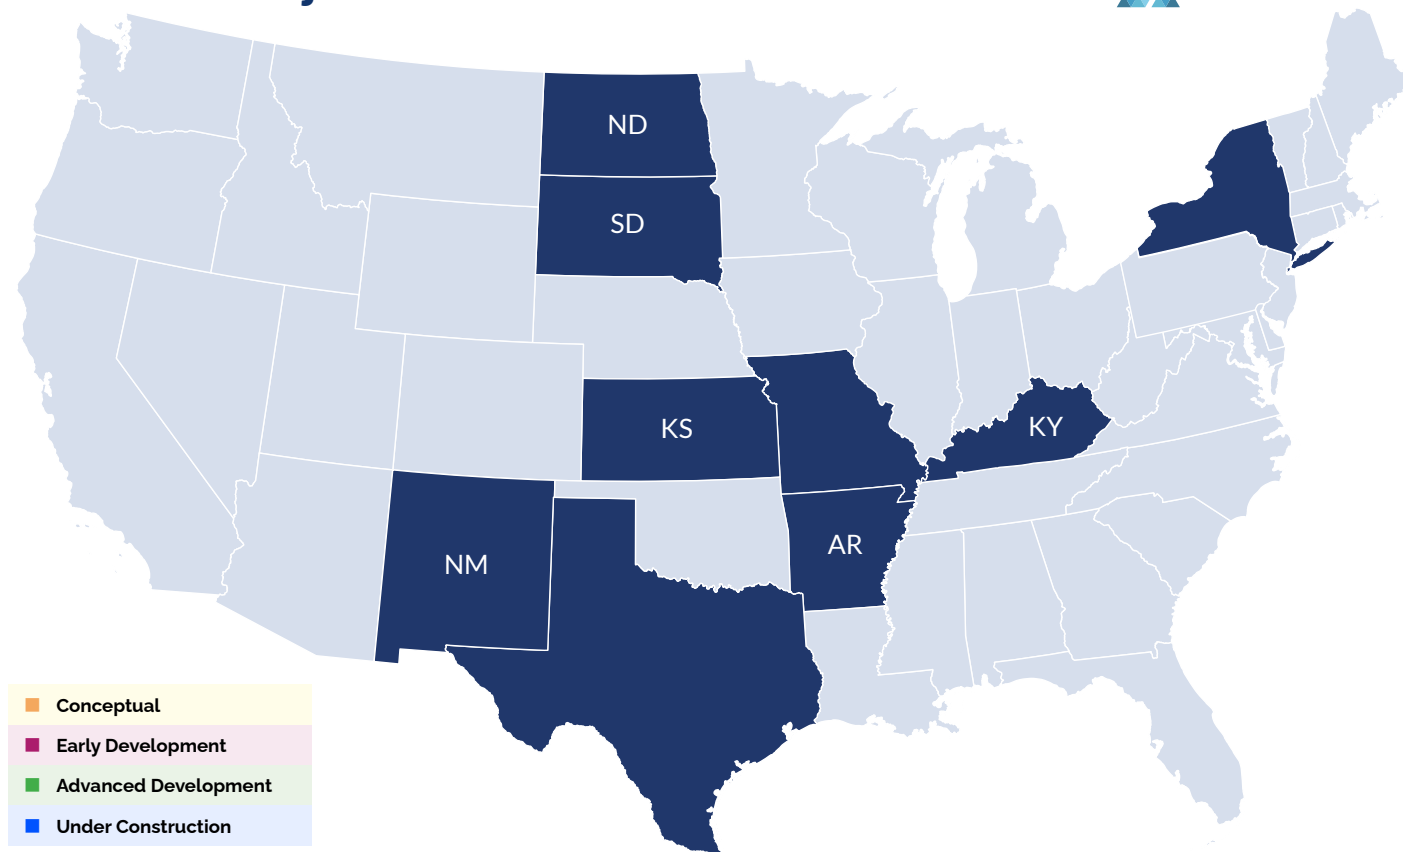 ND
SD
KS
KY
AR
NM
Conceptual
Early Development
Advanced Development
Under Construction